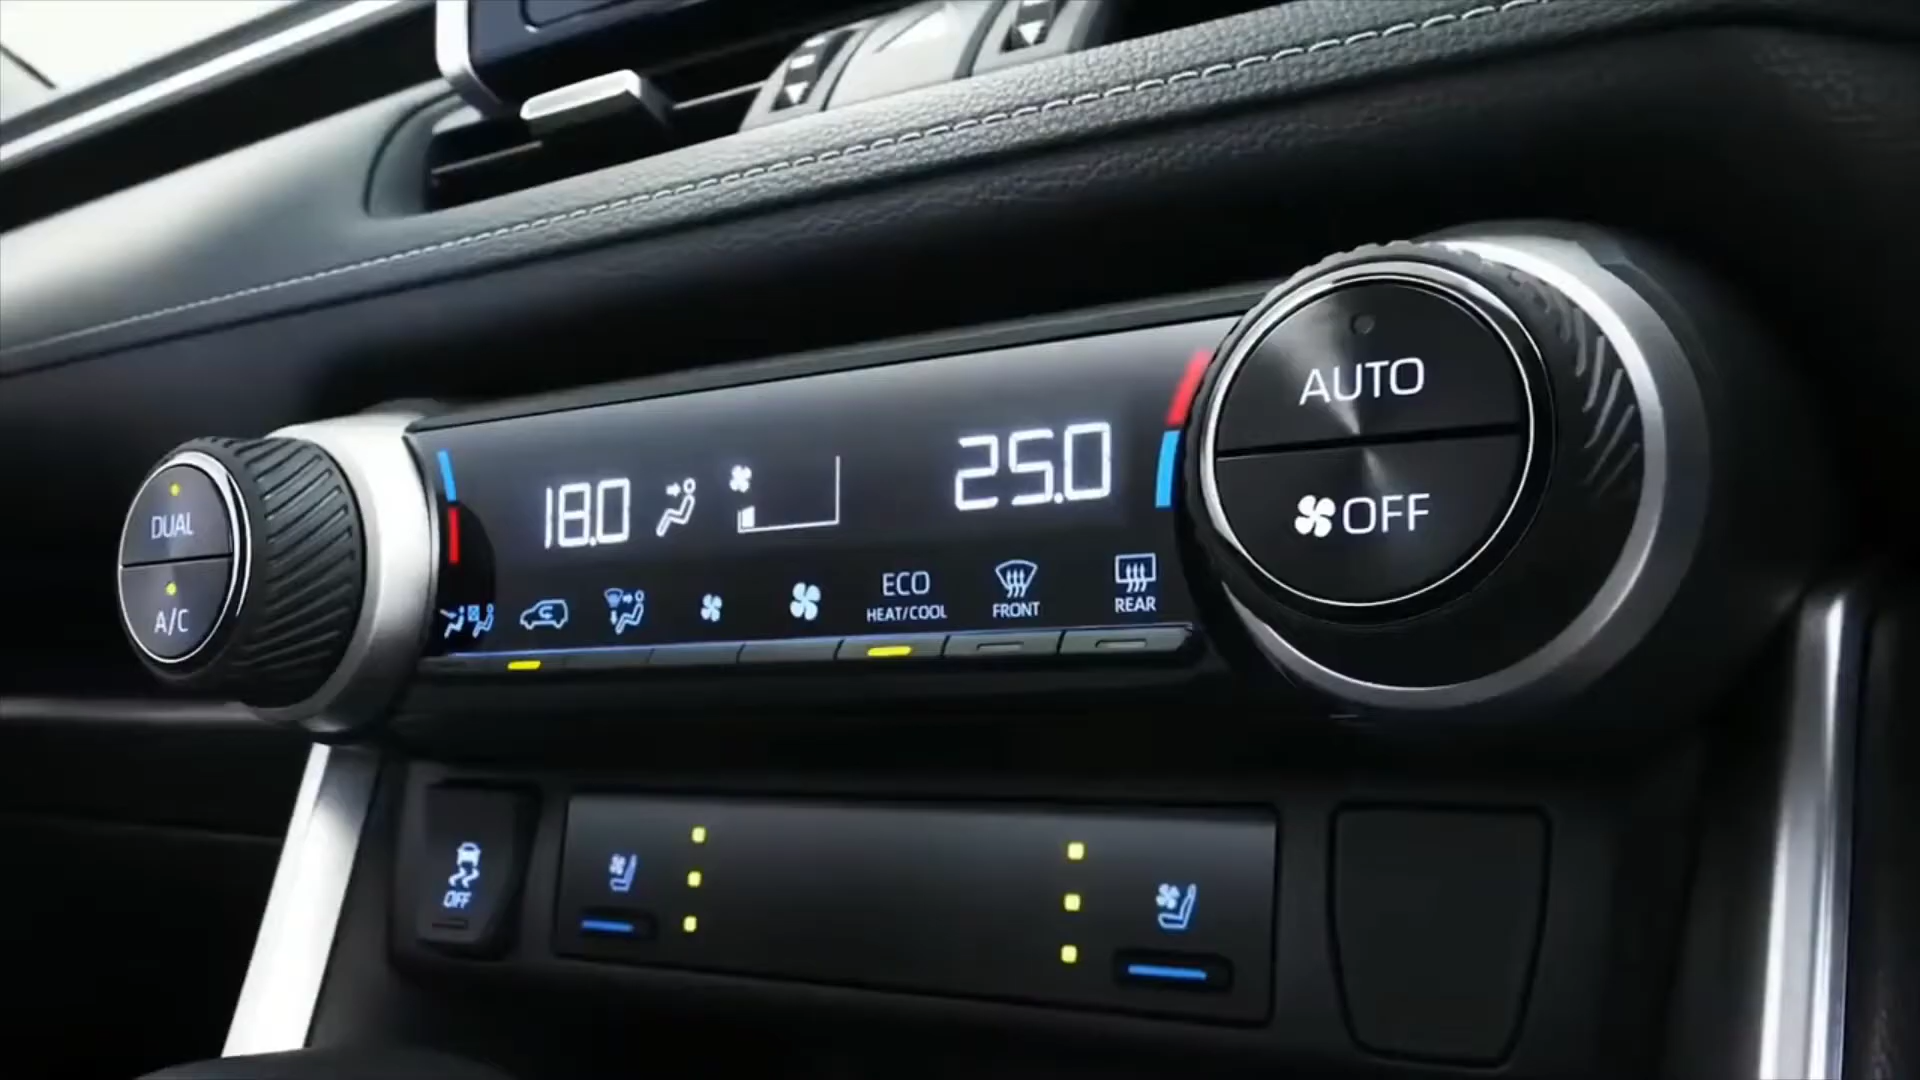 AUTO
OFF
DUAL
A/C
18.0
25.0
ECO
HEAT/COOL
FRONT
REAR
OFF